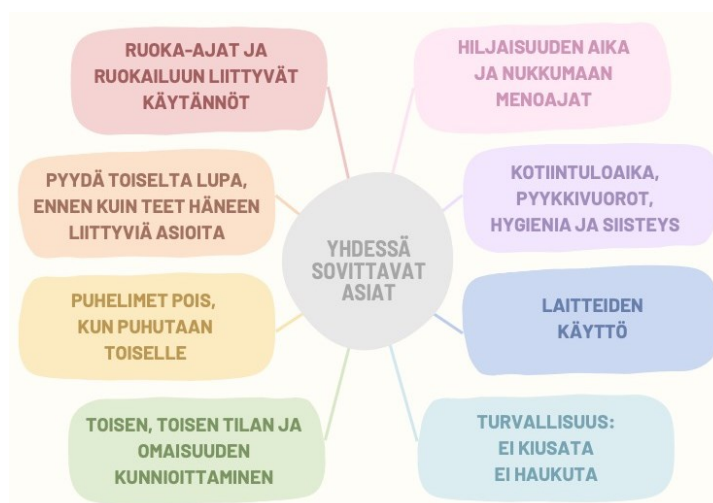 RUOKA-AJAT JA
RUOKAILUUN LIITTYVÄT
KÄYTÄNNÖT
HILJAISUUDEN AIKA
JA NUKKUMAAN
MENOAJAT
PYYDÄ TOISELTA LUPA,
ENNEN KUIN TEET HÄNEEN
LIITTYVIÄ ASIOITA
KOTIINTULOAIKA,
PYYKKIVUOROT,
HYGIENIA JA SIISTEYS
YHDESSÄ
SOVITTAVAT
ASIAT
PUHELIMET POIS,
KUN PUHUTAAN
TOISELLE
LAITTEIDEN
KÄYTTÖ
TOISEN, TOISEN TILAN JA
OMAISUUDEN
KUNNIOITTAMINEN
TURVALLISUUS:
EI KIUSATA
EI HAUKUTA